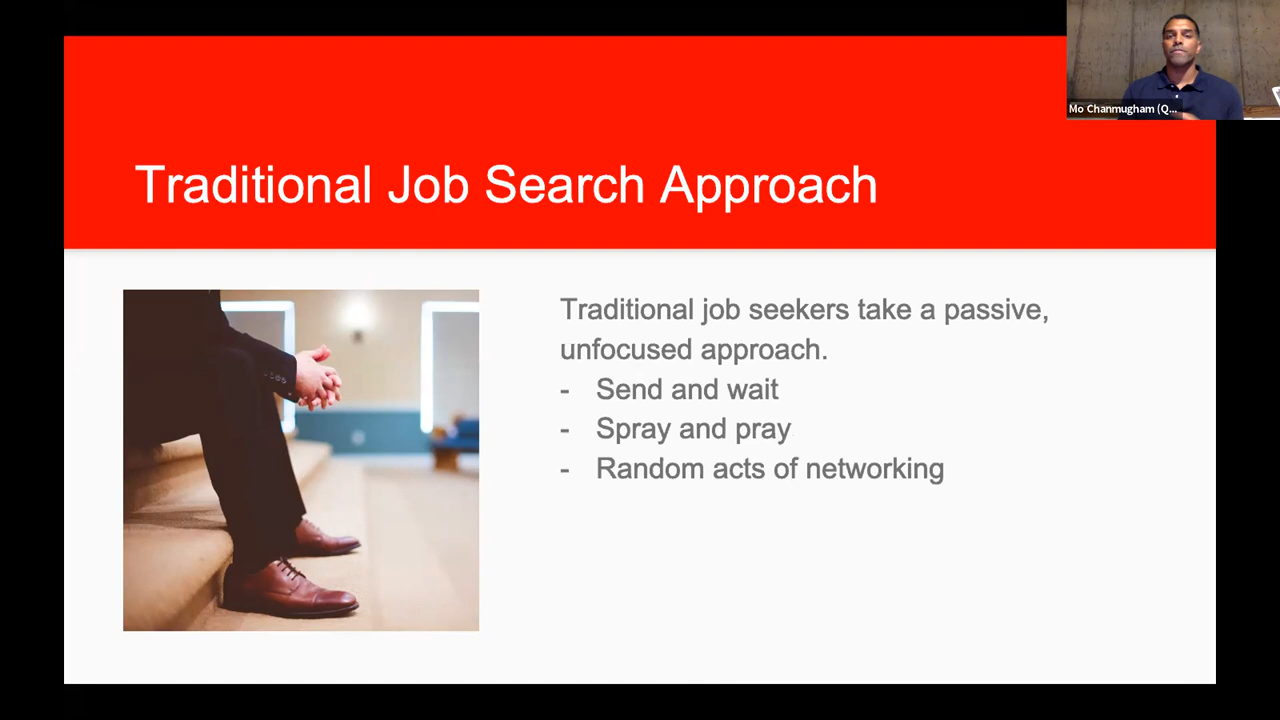 Mo Chanmugham (Q...
Traditional Job Search Approach
Traditional job seekers take a passive,
unfocused approach.
- Send and wait
- Spray and pray
- Random acts of networking